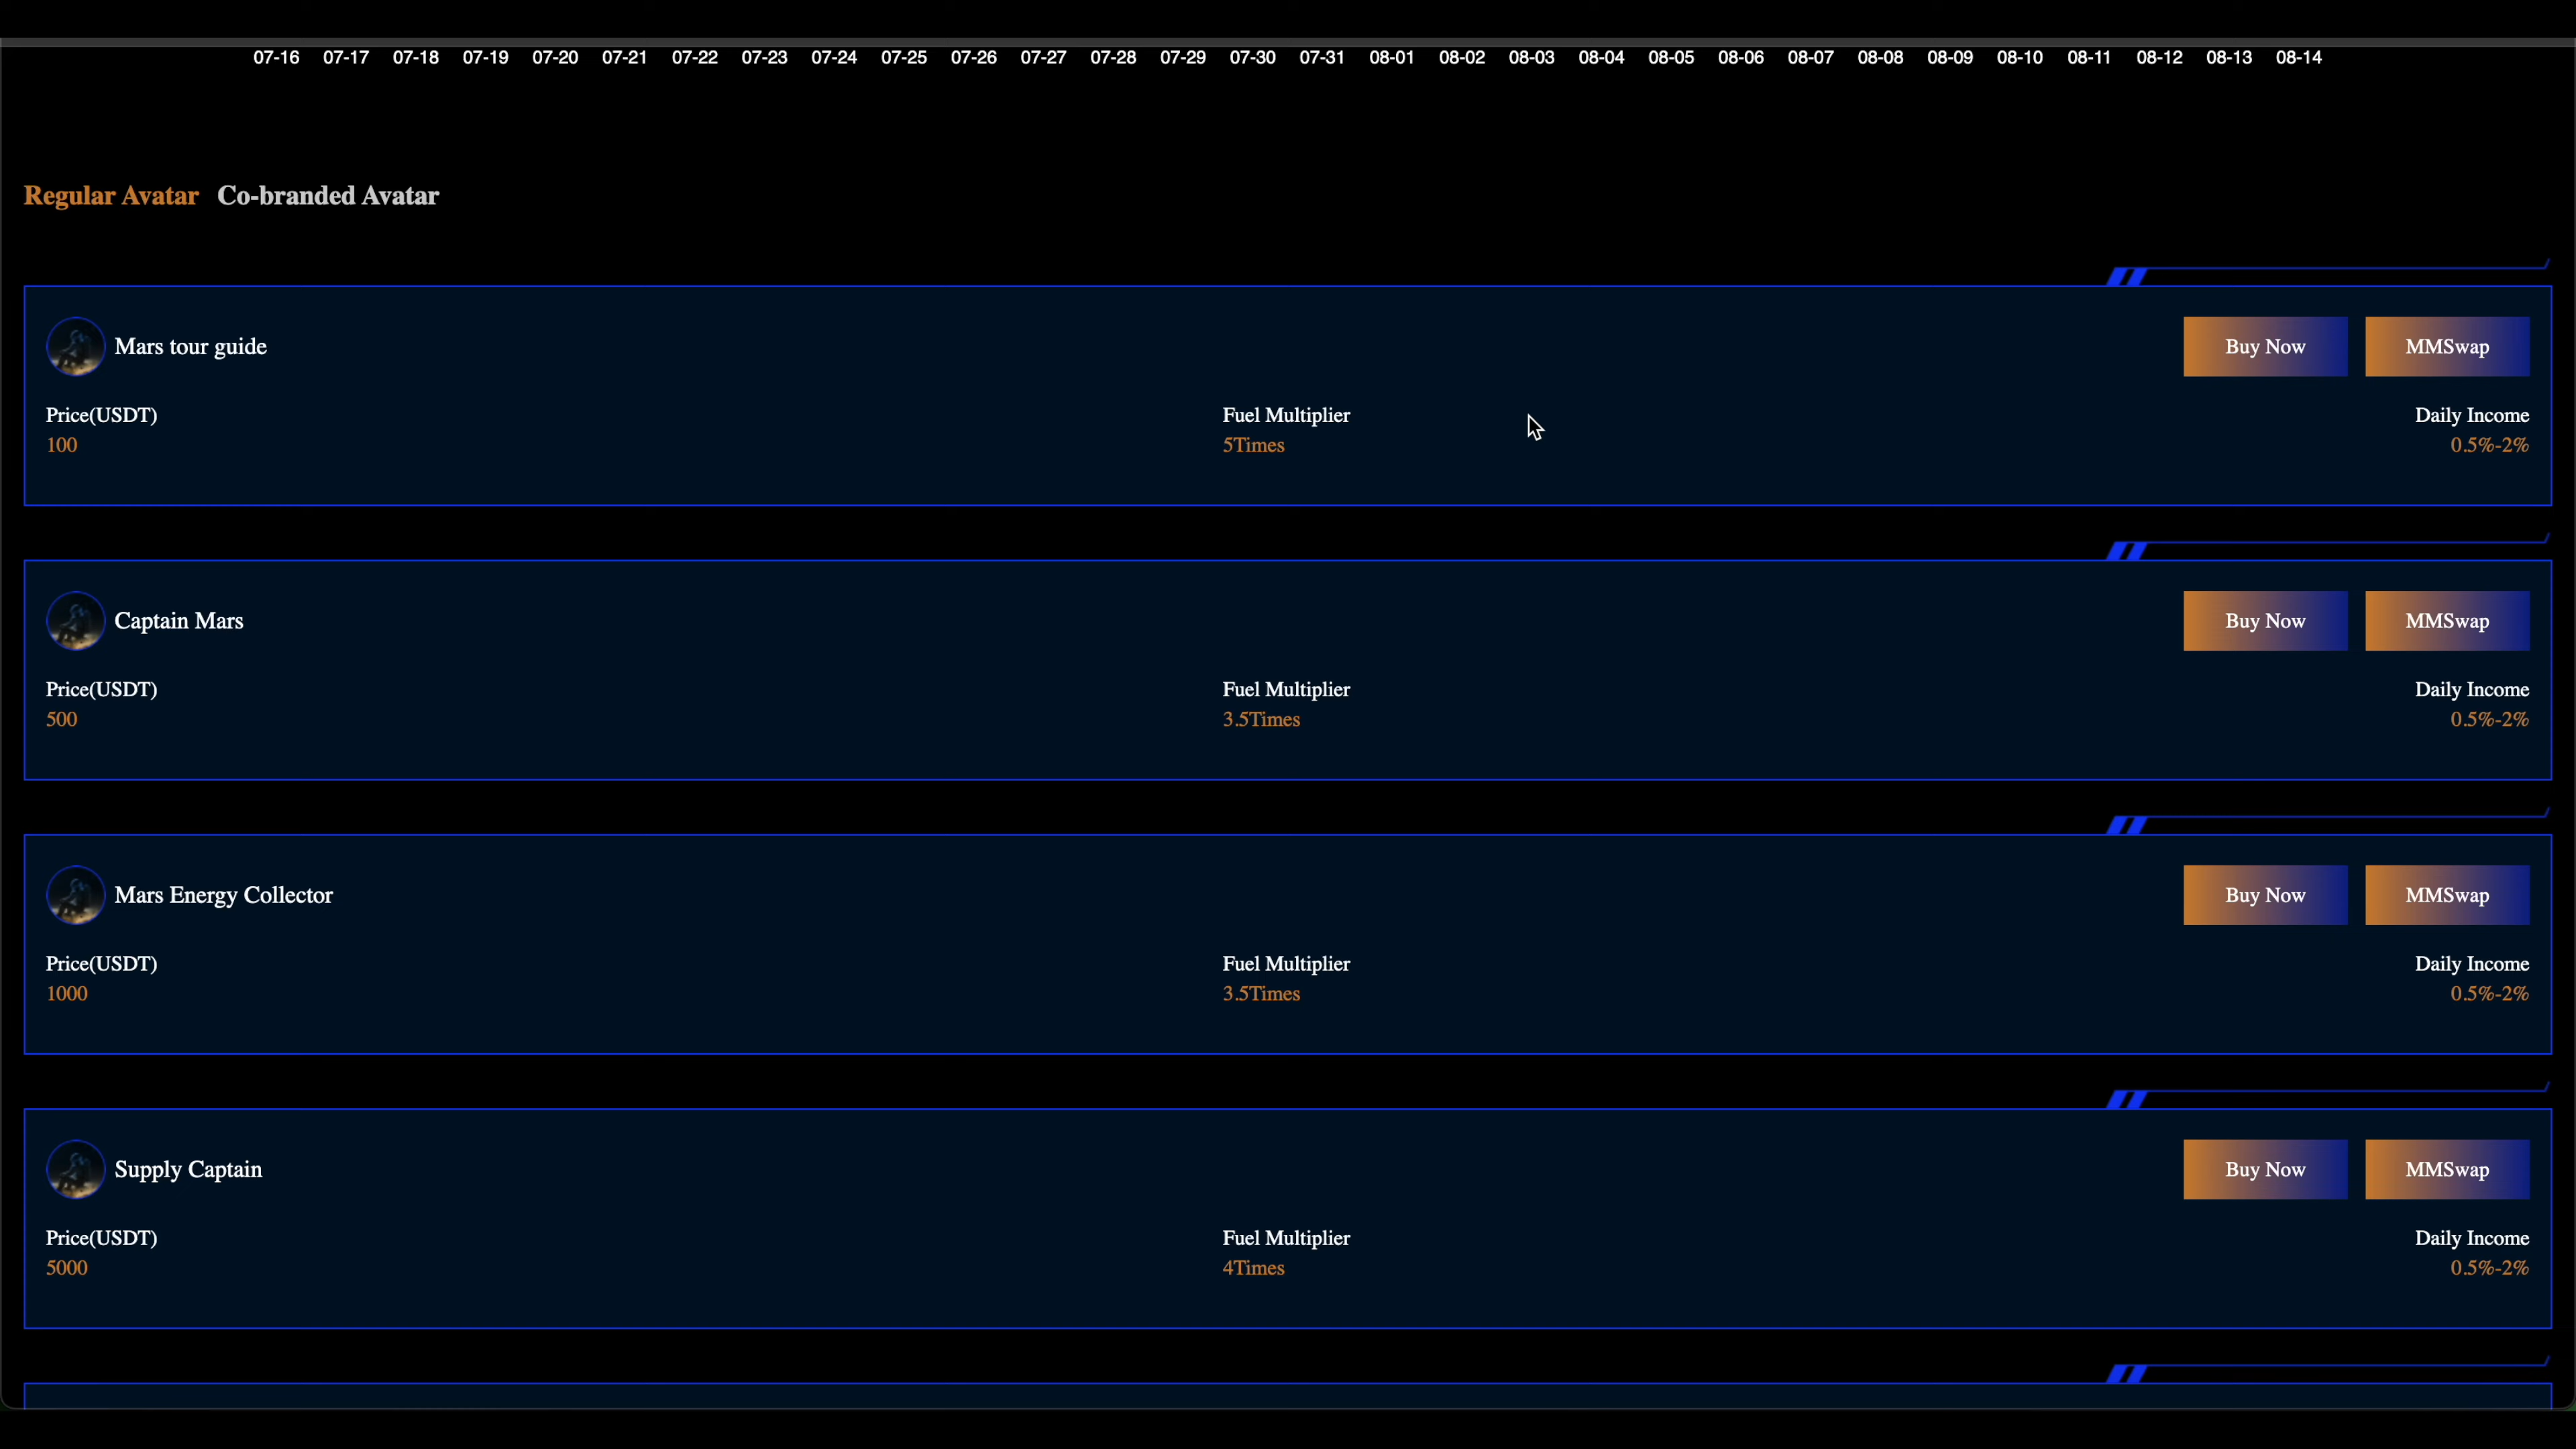 07-16 07-17 07-18 07-19 07-20 07-21 07-22 07-23 07-24 07-25 07-26 07-27 07-28 07-29 07-30 07-31 08-01 08-02 08-03 08-04 08-05 08-06 08-07 08-08 08-09 08-10 08-11 08-12 08-13 08-14
Regular Avatar Co-branded Avatar
Mars tour guide Buy Now MMSwap
Price(USDT) Fuel Multiplier Daily Income
100 5Times 0.5%-2%
Captain Mars Buy Now MMSwap
Price(USDT) Fuel Multiplier Daily Income
500 3.5Times 0.5%-2%
Mars Energy Collector Buy Now MMSwap
Price(USDT) Fuel Multiplier Daily Income
1000 3.5Times 0.5%-2%
Supply Captain Buy Now MMSwap
Price(USDT) Fuel Multiplier Daily Income
5000 4Times 0.5%-2%